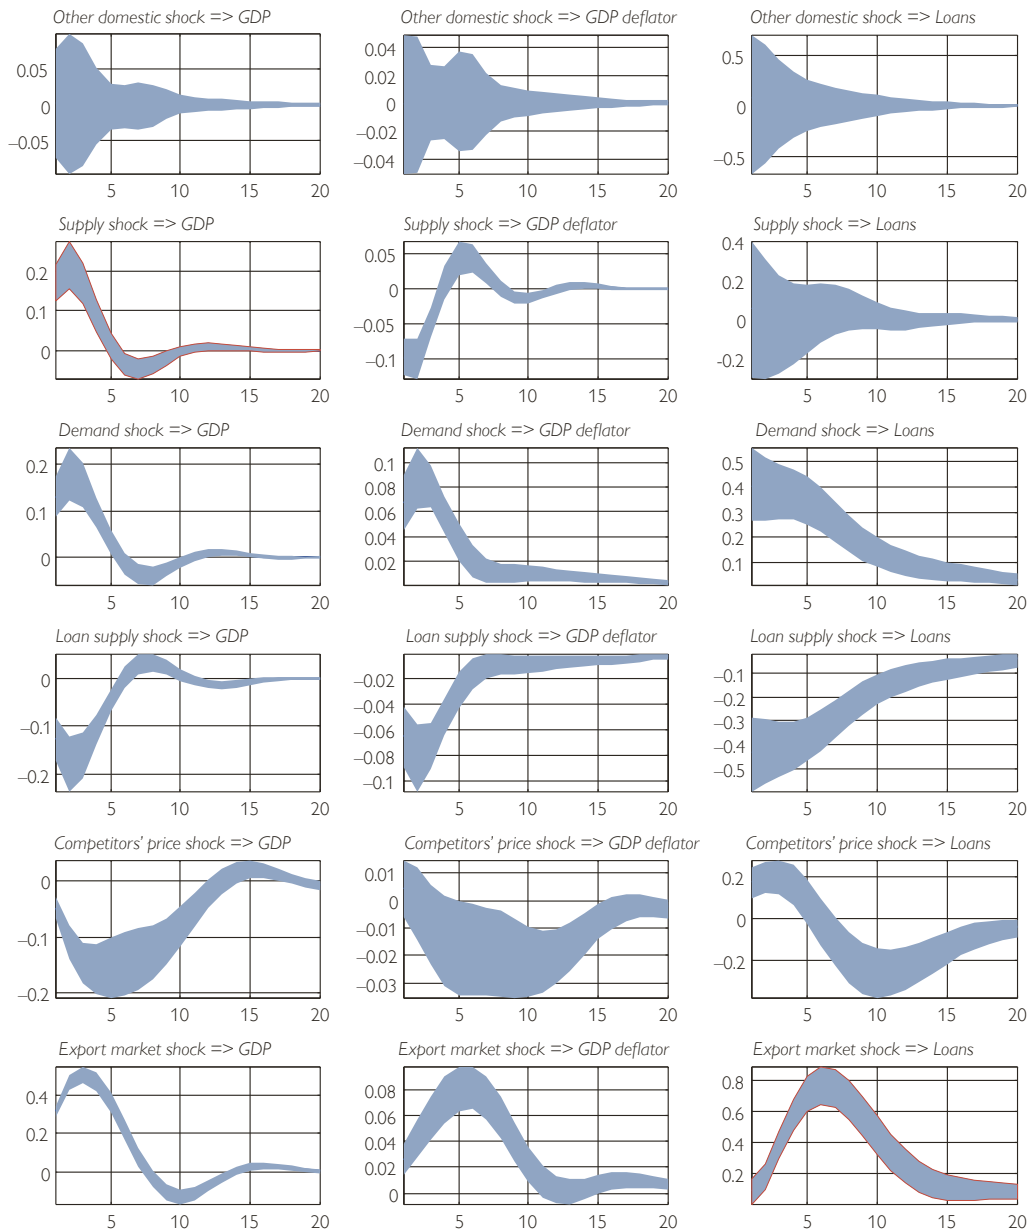 Other domestic shock => GDP
Other domestic shock => GDP deflator
Other domestic shock => Loans
0.05
0
–0.05
5 10 15 20
0.04
0.02
0
–0.02
–0.04
5 10 15 20
0.5
0
–0.5
5 10 15 20
Supply shock => GDP
Supply shock => GDP deflator
Supply shock => Loans
0.2
0.1
0
5 10 15 20
0.05
0
–0.05
–0.1
5 10 15 20
0.4
0.2
0
-0.2
5 10 15 20
Demand shock => GDP
Demand shock => GDP deflator
Demand shock => Loans
0.2
0.1
0
5 10 15 20
0.1
0.08
0.06
0.04
0.02
5 10 15 20
0.5
0.4
0.3
0.2
0.1
5 10 15 20
Loan supply shock => GDP
Loan supply shock => GDP deflator
Loan supply shock => Loans
0
–0.1
–0.2
5 10 15 20
–0.02
–0.04
–0.06
–0.08
–0.1
5 10 15 20
–0.1
–0.2
–0.3
–0.4
–0.5
5 10 15 20
Competitors' price shock => GDP
Competitors' price shock => GDP deflator
Competitors' price shock => Loans
0
–0.1
–0.2
5 10 15 20
0.01
0
–0.01
–0.02
–0.03
5 10 15 20
0.2
0
–0.2
5 10 15 20
Export market shock => GDP
Export market shock => GDP deflator
Export market shock => Loans
0.4
0.2
0
5 10 15 20
0.08
0.06
0.04
0.02
0
5 10 15 20
0.8
0.6
0.4
0.2
5 10 15 20